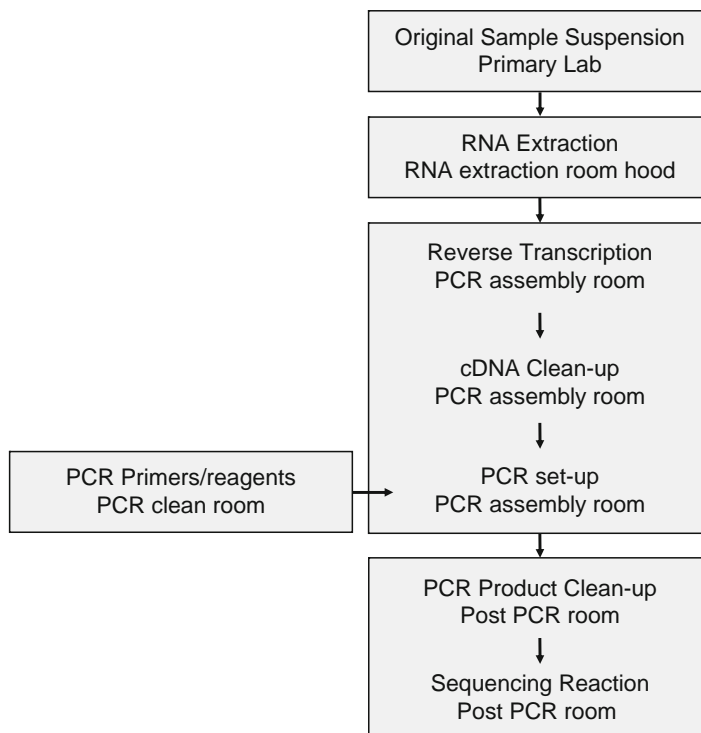 Original Sample Suspension
Primary Lab
RNA Extraction
RNA extraction room hood
Reverse Transcription
PCR assembly room
cDNA Clean-up
PCR assembly room
PCR Primers/reagents
PCR clean room
PCR set-up
PCR assembly room
PCR Product Clean-up
Post PCR room
Sequencing Reaction
Post PCR room